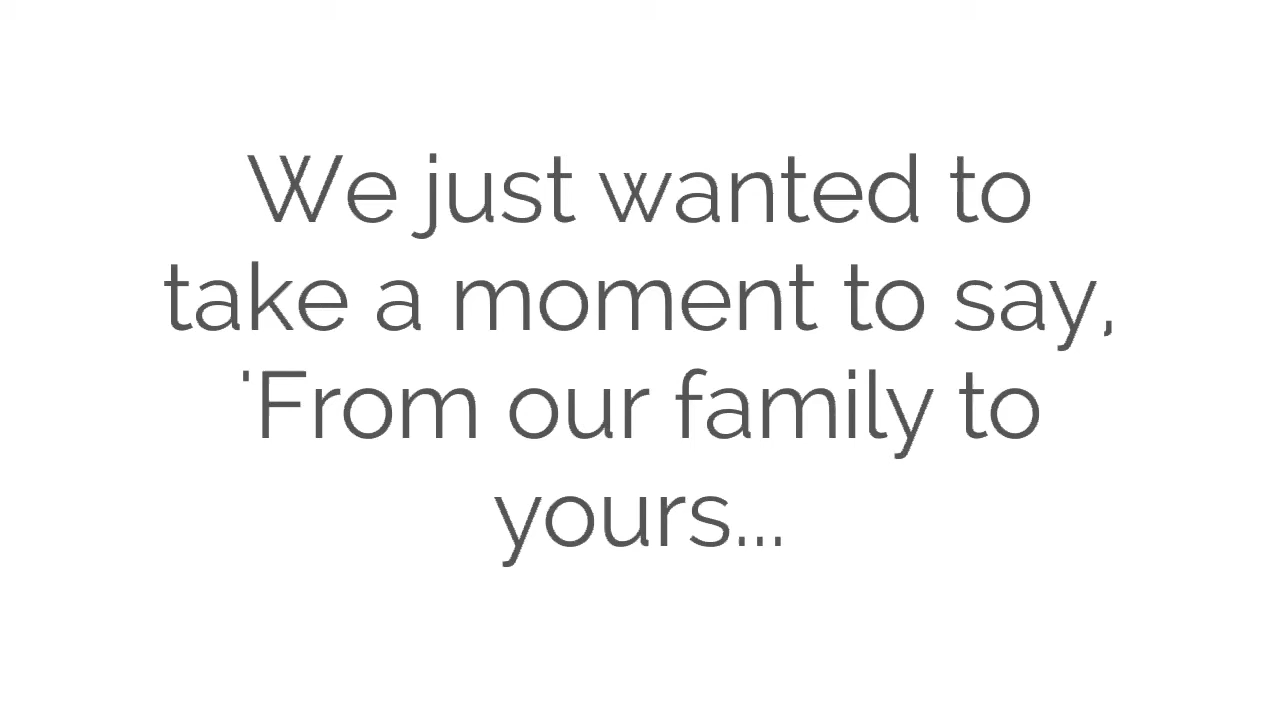 We just wanted to
take a moment to say,
'From our family to
yours...